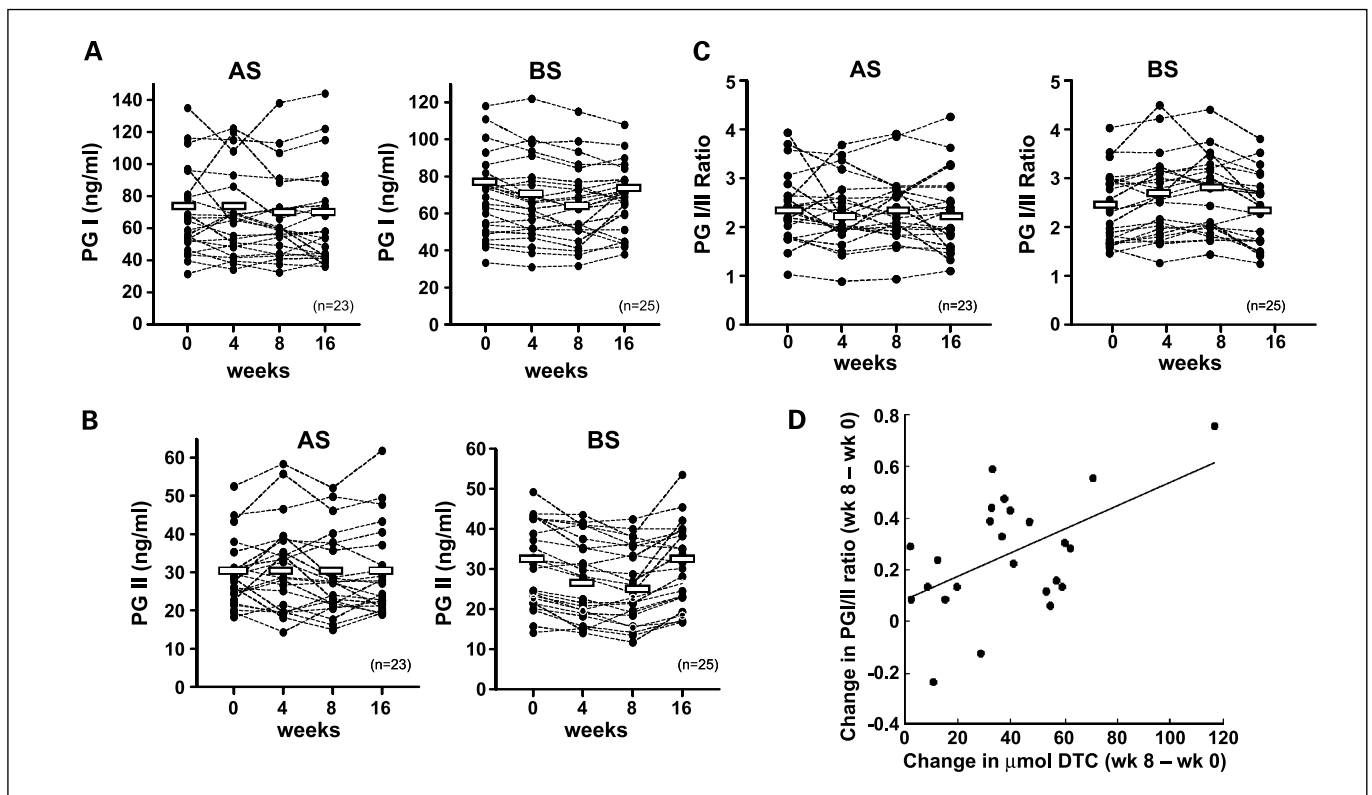 A
AS
PG I (ng/ml)
140
120
100
80
60
40
20
0
(n=23)
0 4 8 16
weeks
BS
PG I (ng/ml)
120
100
80
60
40
20
0
(n=25)
0 4 8 16
weeks
C
AS
PG I/II Ratio
5
4
3
2
1
0
(n=23)
0 4 8 16
weeks
BS
PG I/II Ratio
5
4
3
2
1
0
(n=25)
0 4 8 16
weeks
B
AS
PG II (ng/ml)
60
50
40
30
20
10
0
(n=23)
0 4 8 16
weeks
BS
PG II (ng/ml)
60
50
40
30
20
10
0
(n=25)
0 4 8 16
weeks
D
Change in PGI/II ratio (wk 8 – wk 0)
0.8
0.6
0.4
0.2
0
-0.2
-0.4
0 20 40 60 80 100 120
Change in μmol DTC (wk 8 – wk 0)